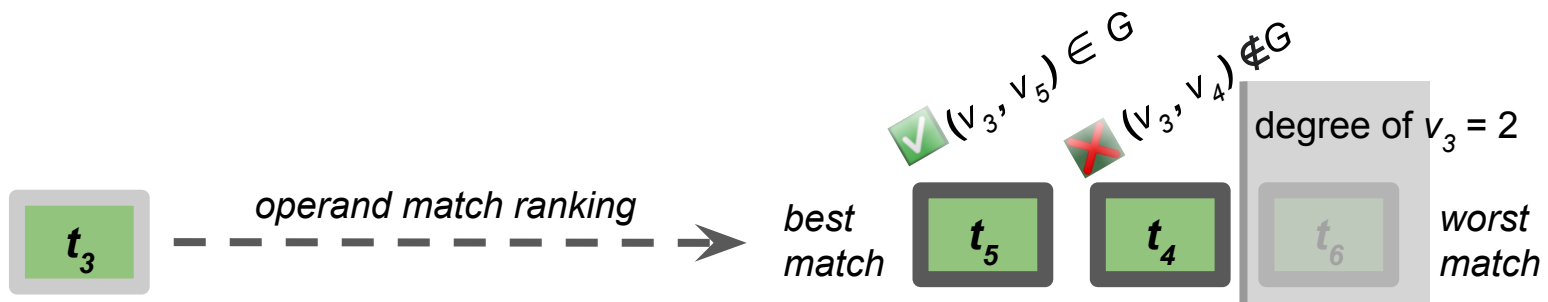 (v₃, v₅) ∈ G
(v₃, v₄) ∉G
degree of v₃ = 2
t₃
operand match ranking
best
match
t₅
t₄
t₆
worst
match